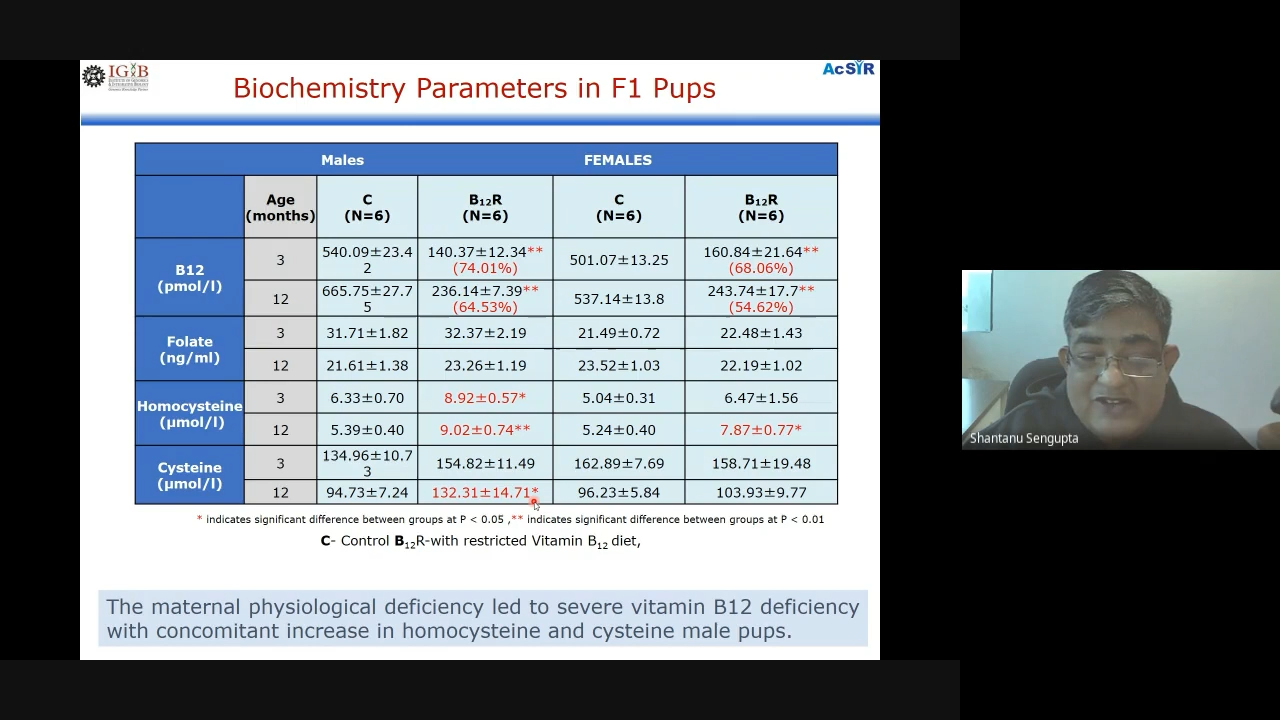 IGIB
AcSIR
Biochemistry Parameters in F1 Pups
Males FEMALES
Age (months) C (N=6) B₁₂R (N=6) C (N=6) B₁₂R (N=6)
B12 (pmol/l) 3 540.09±23.42 140.37±12.34** (74.01%) 501.07±13.25 160.84±21.64** (68.06%)
12 665.75±27.75 236.14±7.39** (64.53%) 537.14±13.8 243.74±17.7** (54.62%)
Folate (ng/ml) 3 31.71±1.82 32.37±2.19 21.49±0.72 22.48±1.43
12 21.61±1.38 23.26±1.19 23.52±1.03 22.19±1.02
Homocysteine (µmol/l) 3 6.33±0.70 8.92±0.57* 5.04±0.31 6.47±1.56
12 5.39±0.40 9.02±0.74** 5.24±0.40 7.87±0.77*
Cysteine (µmol/l) 3 134.96±10.73 154.82±11.49 162.89±7.69 158.71±19.48
12 94.73±7.24 132.31±14.71* 96.23±5.84 103.93±9.77
* indicates significant difference between groups at P < 0.05 ,** indicates significant difference between groups at P < 0.01
C- Control B₁₂R-with restricted Vitamin B₁₂ diet,
The maternal physiological deficiency led to severe vitamin B12 deficiency
with concomitant increase in homocysteine and cysteine male pups.
Shantanu Sengupta